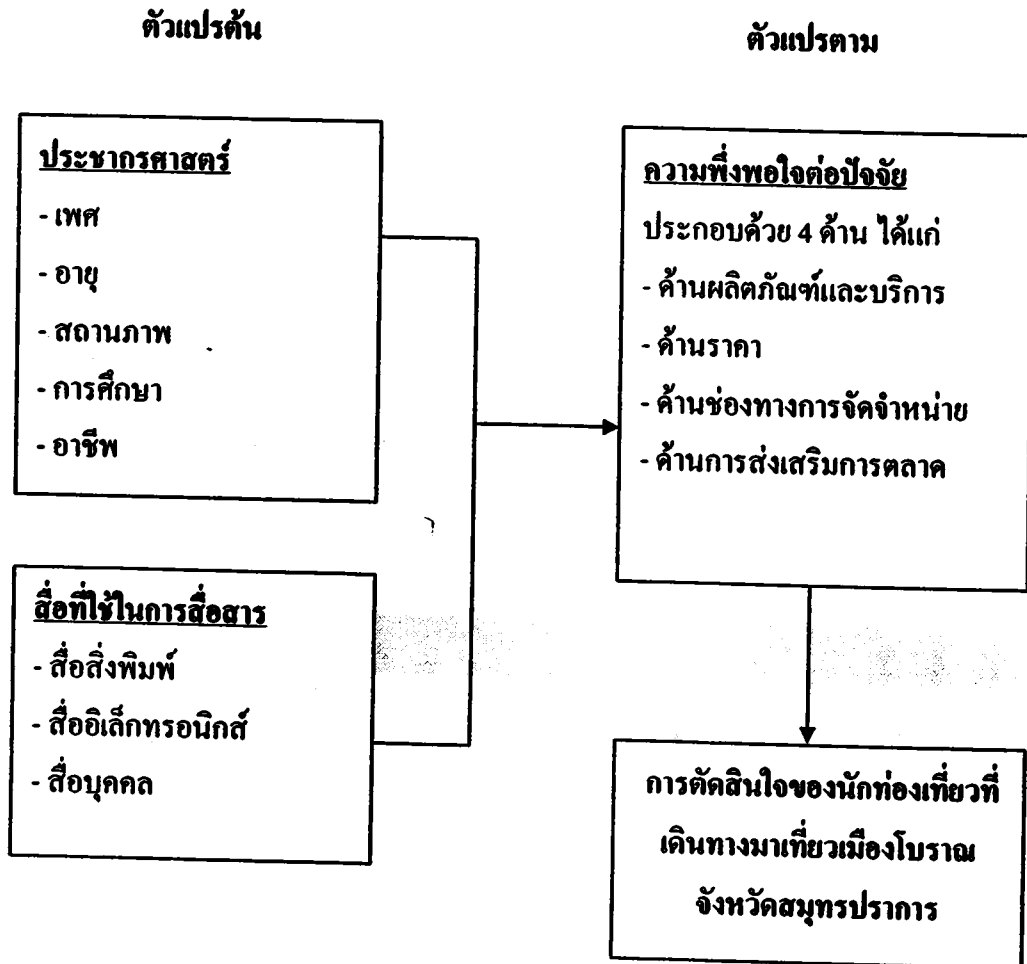 ตัวแปรต้น
ตัวแปรตาม
ประชากรศาสตร์
- เพศ
- อายุ
- สถานภาพ
- การศึกษา
- อาชีพ
สื่อที่ใช้ในการสื่อสาร
- สื่อสิ่งพิมพ์
- สื่ออิเล็กทรอนิกส์
- สื่อบุคคล
ความพึ่งพอใจต่อปัจจัย
ประกอบด้วย 4 ด้าน ได้แก่
- ด้านผลิตภัณฑ์และบริการ
- ด้านราคา
- ด้านช่องทางการจัดจำหน่าย
- ด้านการส่งเสริมการตลาด
การตัดสินใจของนักท่องเที่ยวที่
เดินทางมาเที่ยวเมืองโบราณ
จังหวัดสมุทรปราการ